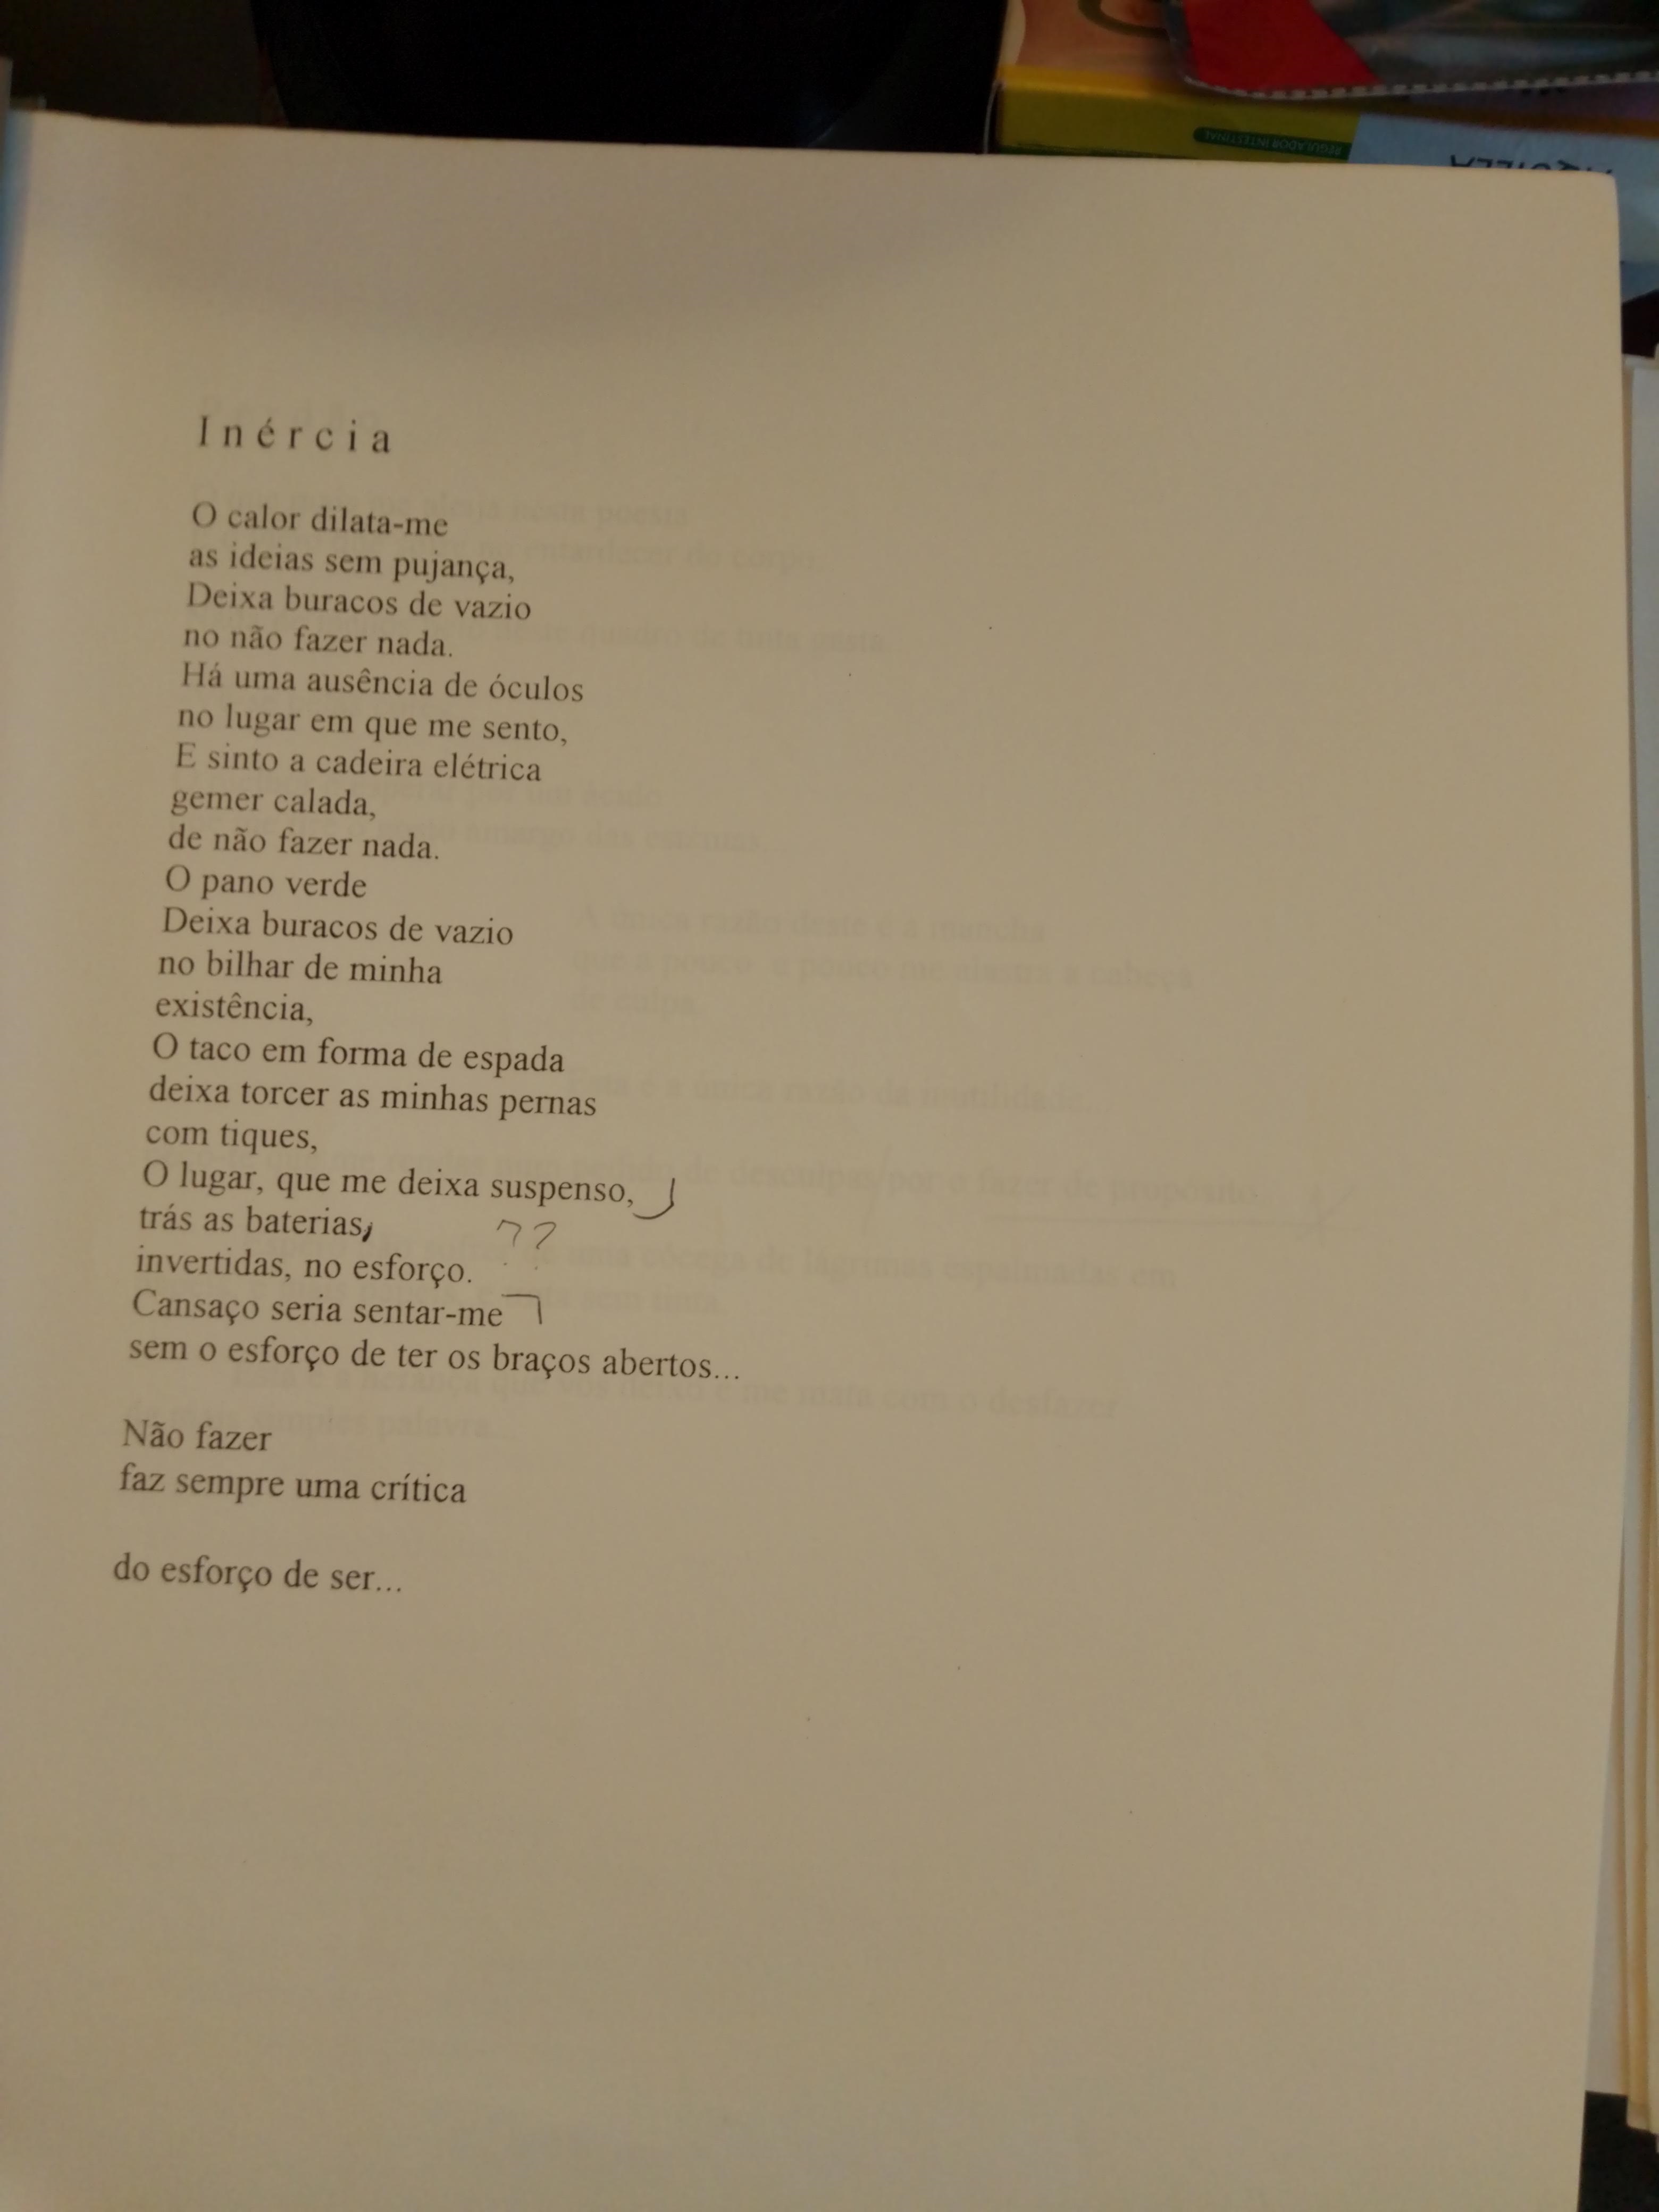 REGULADOR INTESTINAL
Inércia
O calor dilata-me
as ideias sem pujança,
Deixa buracos de vazio
no não fazer nada.
Há uma ausência de óculos
no lugar em que me sento,
E sinto a cadeira elétrica
gemer calada,
de não fazer nada.
O pano verde
Deixa buracos de vazio
no bilhar de minha
existência,
O taco em forma de espada
deixa torcer as minhas pernas
com tiques,
O lugar, que me deixa suspenso,
trás as baterias,
??
invertidas, no esforço.
Cansaço seria sentar-me
sem o esforço de ter os braços abertos...
Não fazer
faz sempre uma crítica
do esforço de ser...